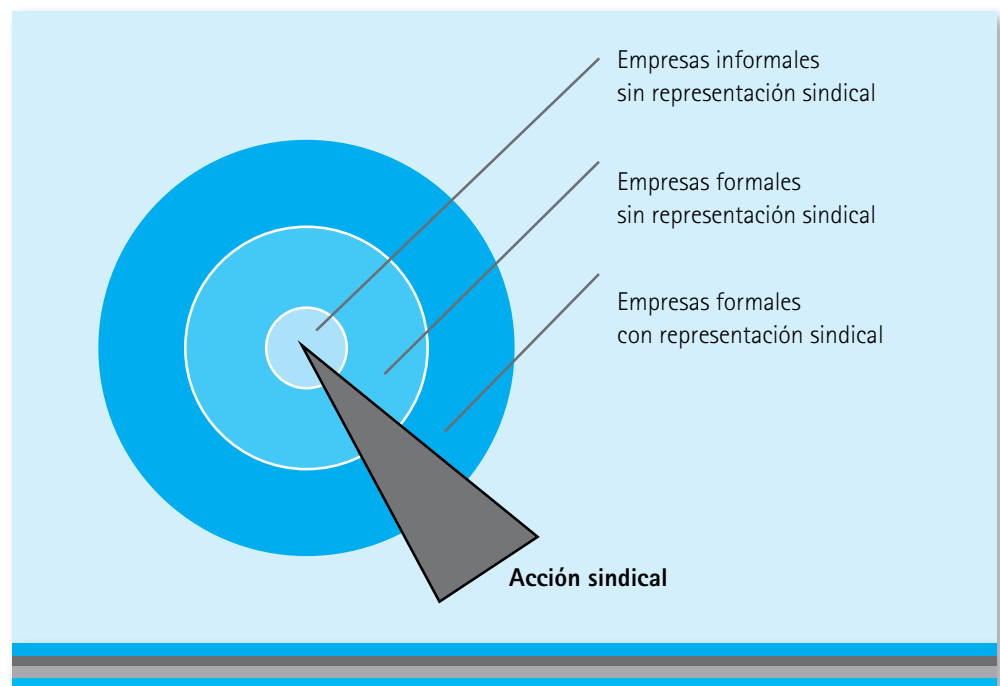 Empresas informales
sin representación sindical
Empresas formales
sin representación sindical
Empresas formales
con representación sindical
Acción sindical